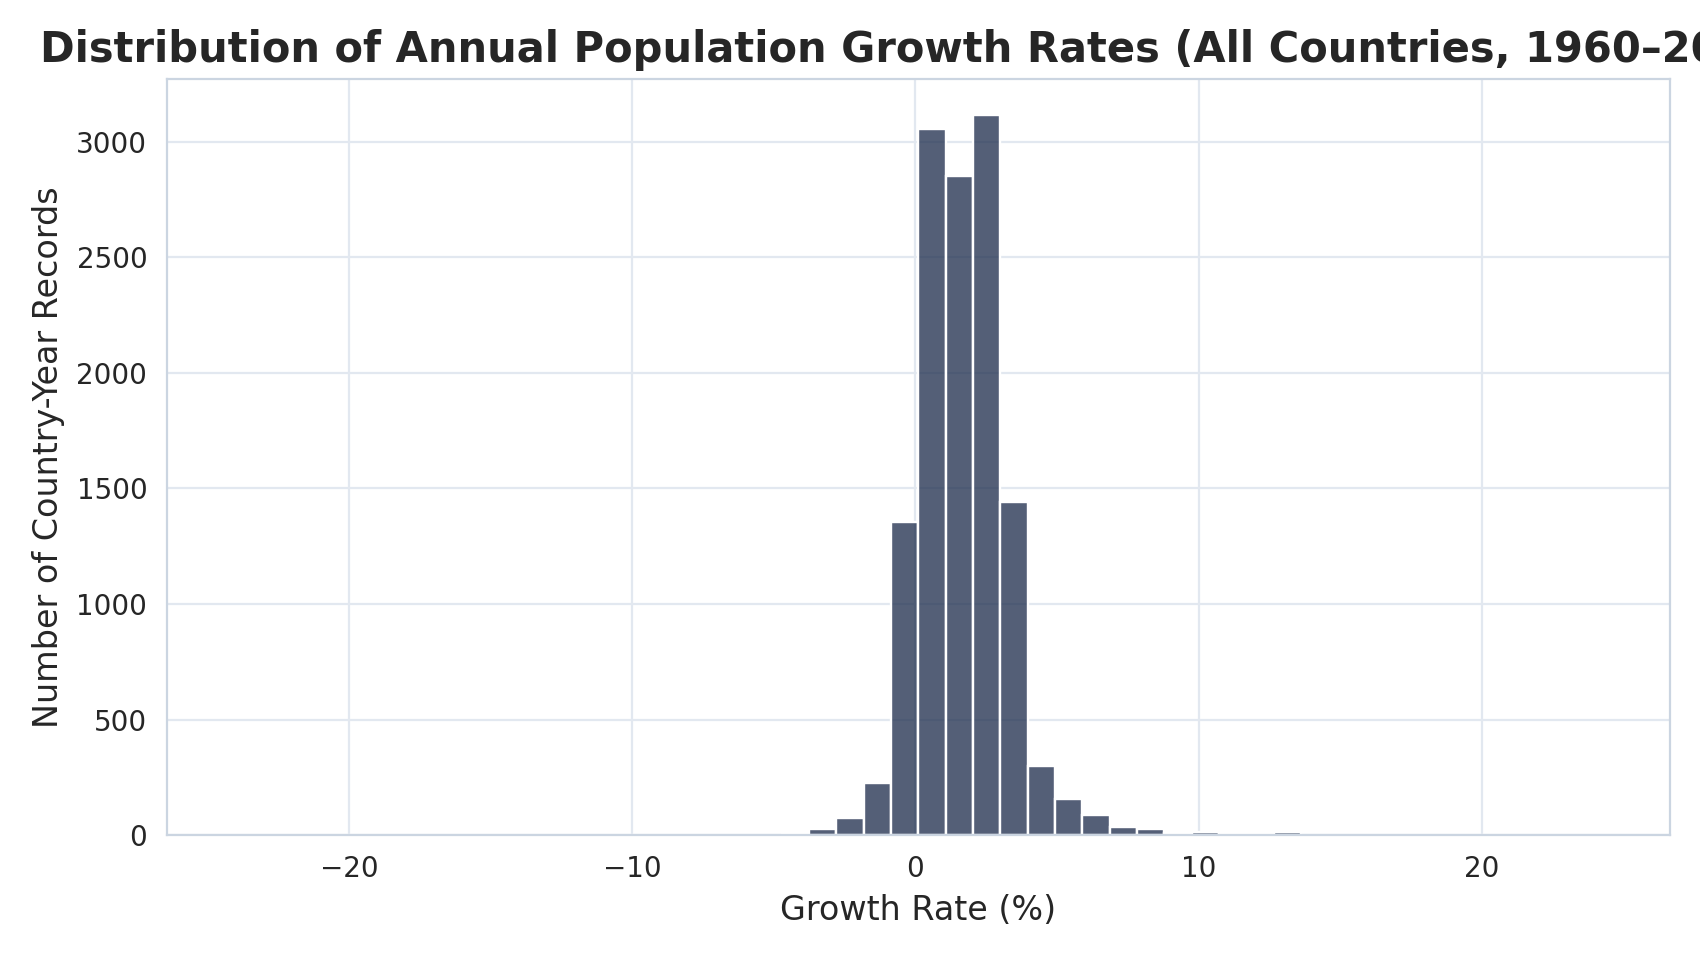 Distribution of Annual Population Growth Rates (All Countries, 1960–20
Number of Country-Year Records
3000
2500
2000
1500
1000
500
0
−20 −10 0 10 20
Growth Rate (%)